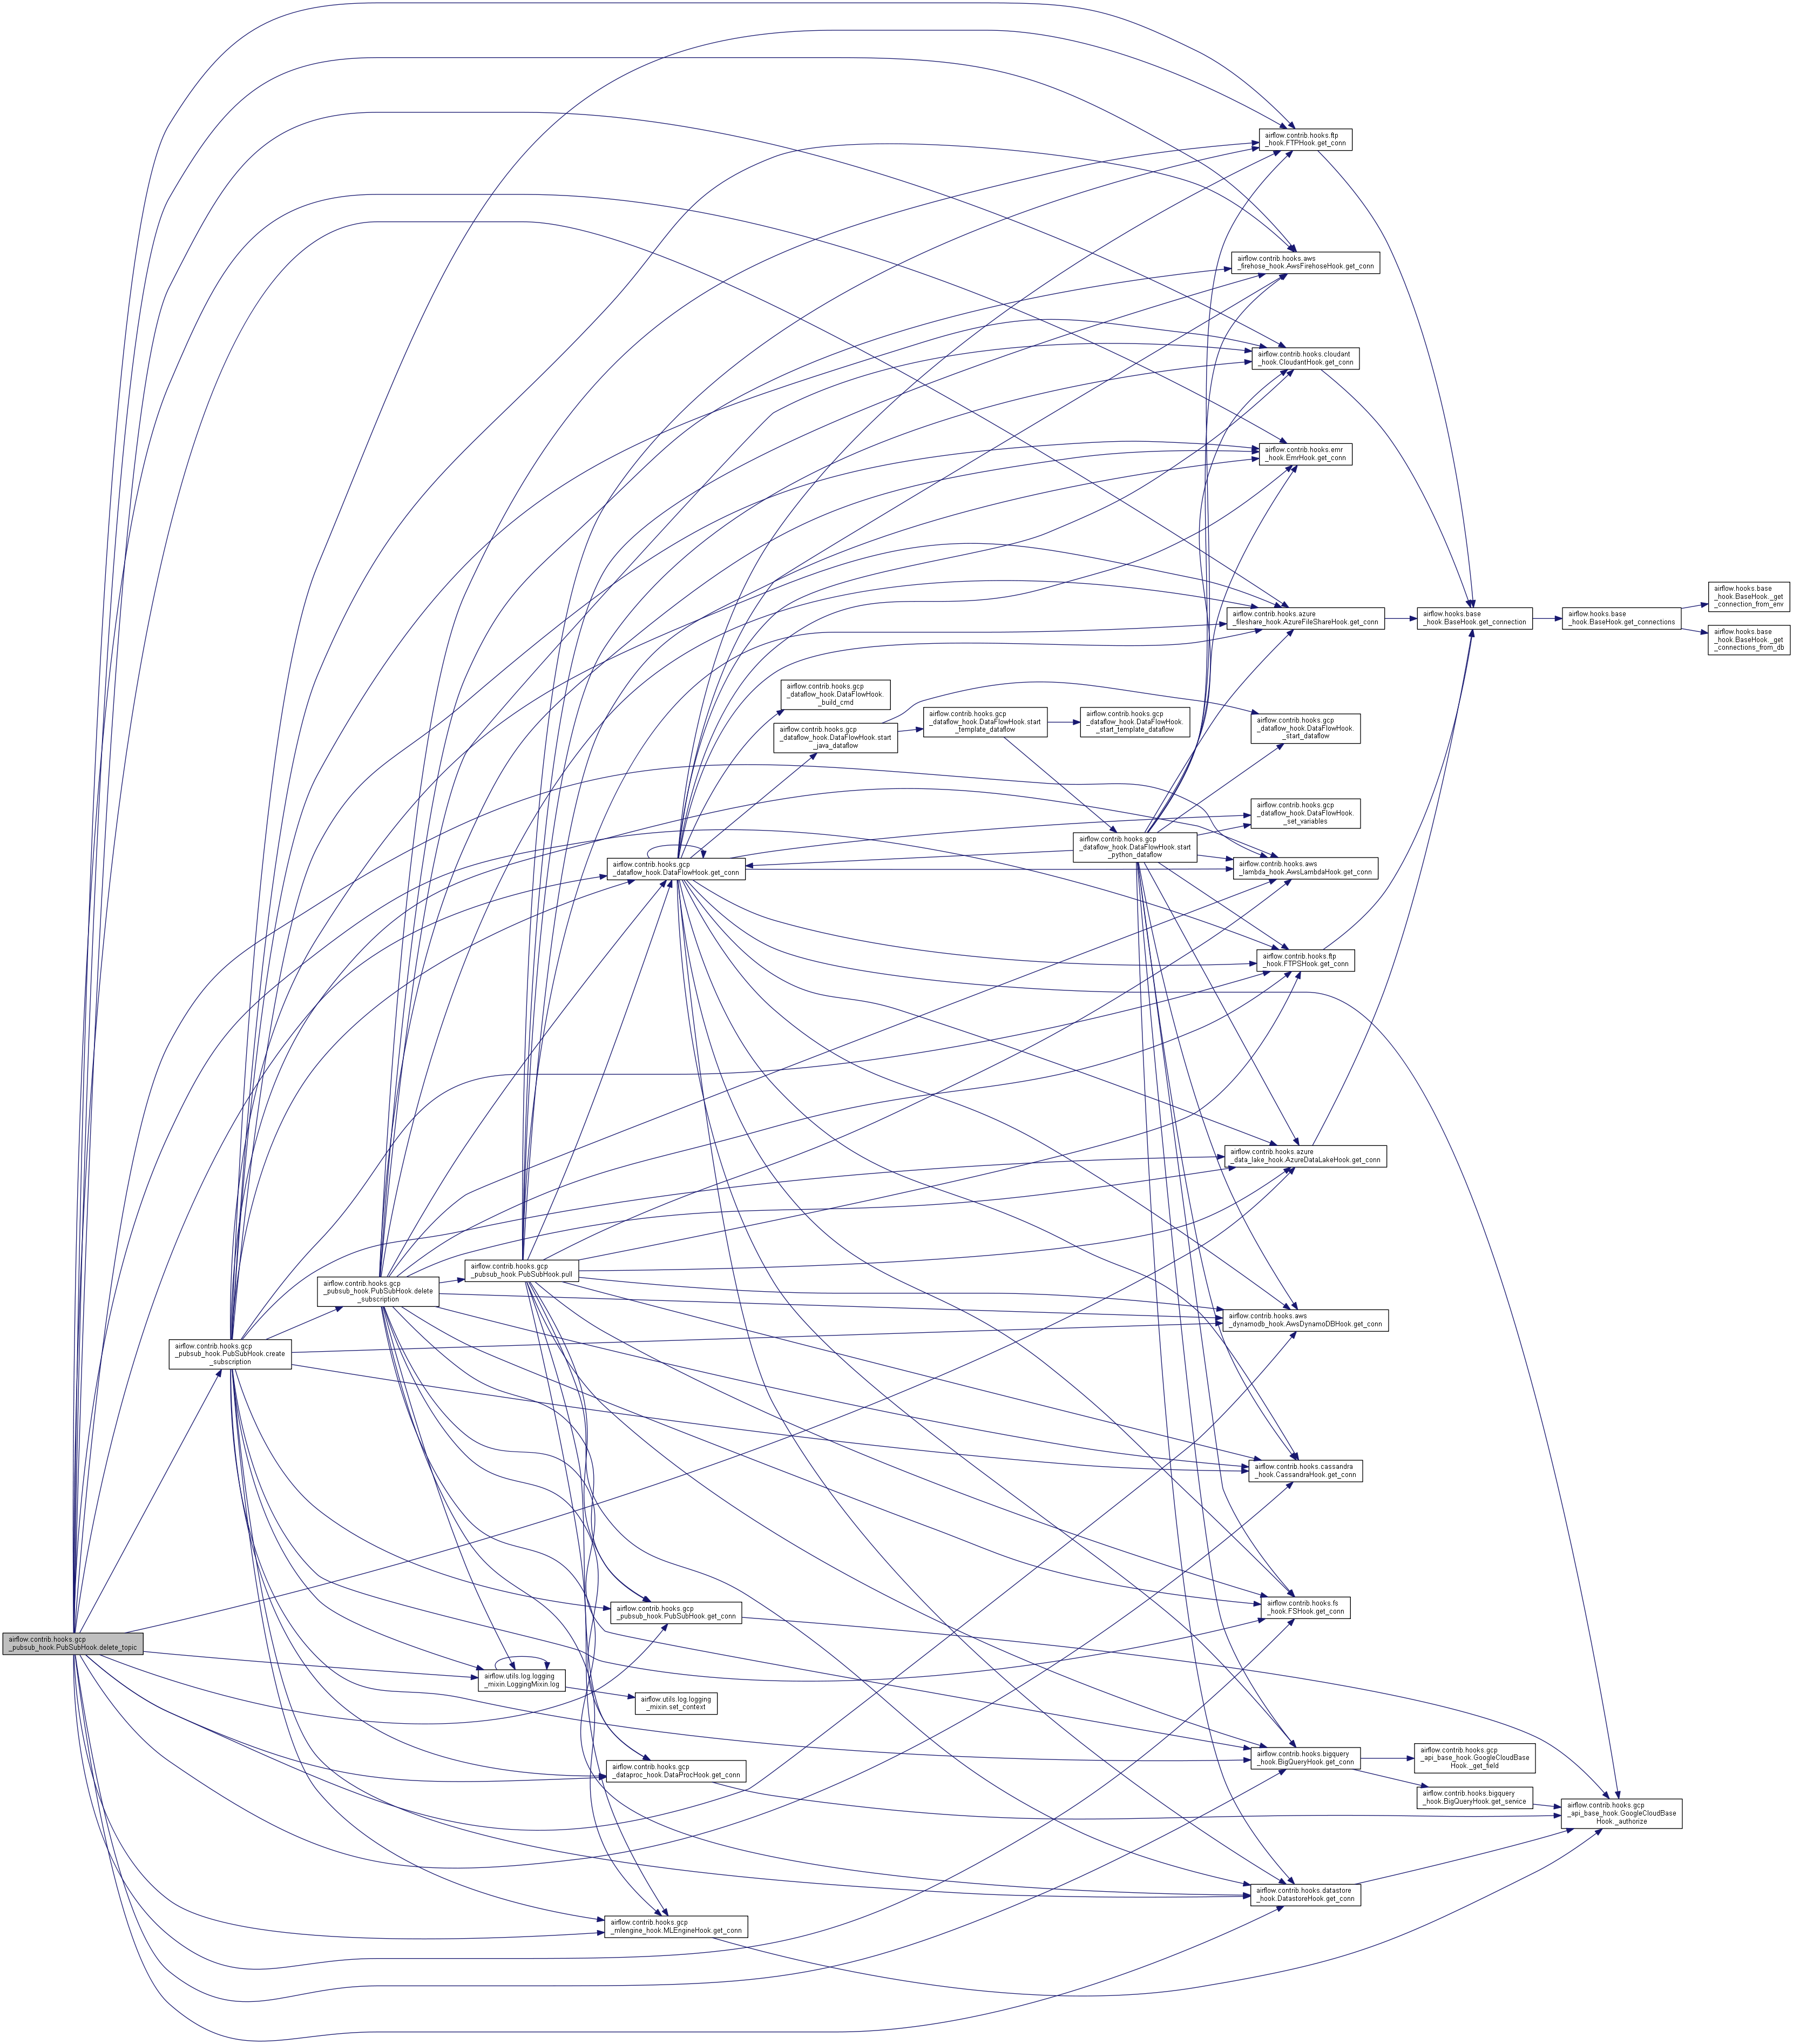 airflow.contrib.hooks.ftp
_hook.FTPHook.get_conn
airflow.contrib.hooks.aws
_firehose_hook.AwsFirehoseHook.get_conn
airflow.contrib.hooks.cloudant
_hook.CloudantHook.get_conn
airflow.contrib.hooks.emr
_hook.EmrHook.get_conn
airflow.contrib.hooks.azure
_fileshare_hook.AzureFileShareHook.get_conn
airflow.hooks.base
_hook.BaseHook.get_connection
airflow.hooks.base
_hook.BaseHook.get_connections
airflow.hooks.base
_hook.BaseHook._get
_connection_from_env
airflow.hooks.base
_hook.BaseHook._get
_connections_from_db
airflow.contrib.hooks.gcp
_dataflow_hook.DataFlowHook.
_build_cmd
airflow.contrib.hooks.gcp
_dataflow_hook.DataFlowHook.start
_java_dataflow
airflow.contrib.hooks.gcp
_dataflow_hook.DataFlowHook.start
_template_dataflow
airflow.contrib.hooks.gcp
_dataflow_hook.DataFlowHook.
_start_template_dataflow
airflow.contrib.hooks.gcp
_dataflow_hook.DataFlowHook.
_start_dataflow
airflow.contrib.hooks.gcp
_dataflow_hook.DataFlowHook.
_set_variables
airflow.contrib.hooks.gcp
_dataflow_hook.DataFlowHook.start
_python_dataflow
airflow.contrib.hooks.gcp
_dataflow_hook.DataFlowHook.get_conn
airflow.contrib.hooks.aws
_lambda_hook.AwsLambdaHook.get_conn
airflow.contrib.hooks.ftp
_hook.FTPSHook.get_conn
airflow.contrib.hooks.azure
_data_lake_hook.AzureDataLakeHook.get_conn
airflow.contrib.hooks.gcp
_pubsub_hook.PubSubHook.pull
airflow.contrib.hooks.gcp
_pubsub_hook.PubSubHook.delete
_subscription
airflow.contrib.hooks.aws
_dynamodb_hook.AwsDynamoDBHook.get_conn
airflow.contrib.hooks.gcp
_pubsub_hook.PubSubHook.create
_subscription
airflow.contrib.hooks.cassandra
_hook.CassandraHook.get_conn
airflow.contrib.hooks.fs
_hook.FSHook.get_conn
airflow.contrib.hooks.gcp
_pubsub_hook.PubSubHook.get_conn
airflow.contrib.hooks.gcp
_pubsub_hook.PubSubHook.delete_topic
airflow.utils.log.logging
_mixin.LoggingMixin.log
airflow.utils.log.logging
_mixin.set_context
airflow.contrib.hooks.bigquery
_hook.BigQueryHook.get_conn
airflow.contrib.hooks.gcp
_api_base_hook.GoogleCloudBase
Hook._get_field
airflow.contrib.hooks.gcp
_dataproc_hook.DataProcHook.get_conn
airflow.contrib.hooks.bigquery
_hook.BigQueryHook.get_service
airflow.contrib.hooks.gcp
_api_base_hook.GoogleCloudBase
Hook._authorize
airflow.contrib.hooks.datastore
_hook.DatastoreHook.get_conn
airflow.contrib.hooks.gcp
_mlengine_hook.MLEngineHook.get_conn